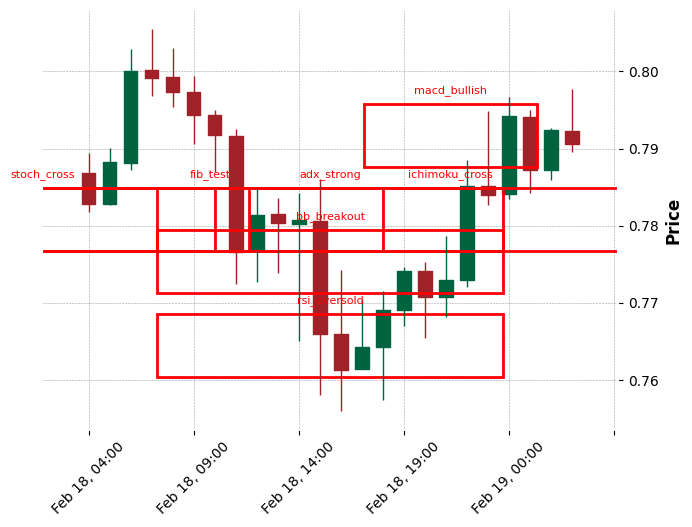 0.80
macd_bullish
0.79
stoch_cross
fib_test
adx_strong
ichimoku_cross
bb_breakout
0.78
Price
0.77
rsi_oversold
0.76
Feb 18, 04:00
Feb 18, 09:00
Feb 18, 14:00
Feb 18, 19:00
Feb 19, 00:00